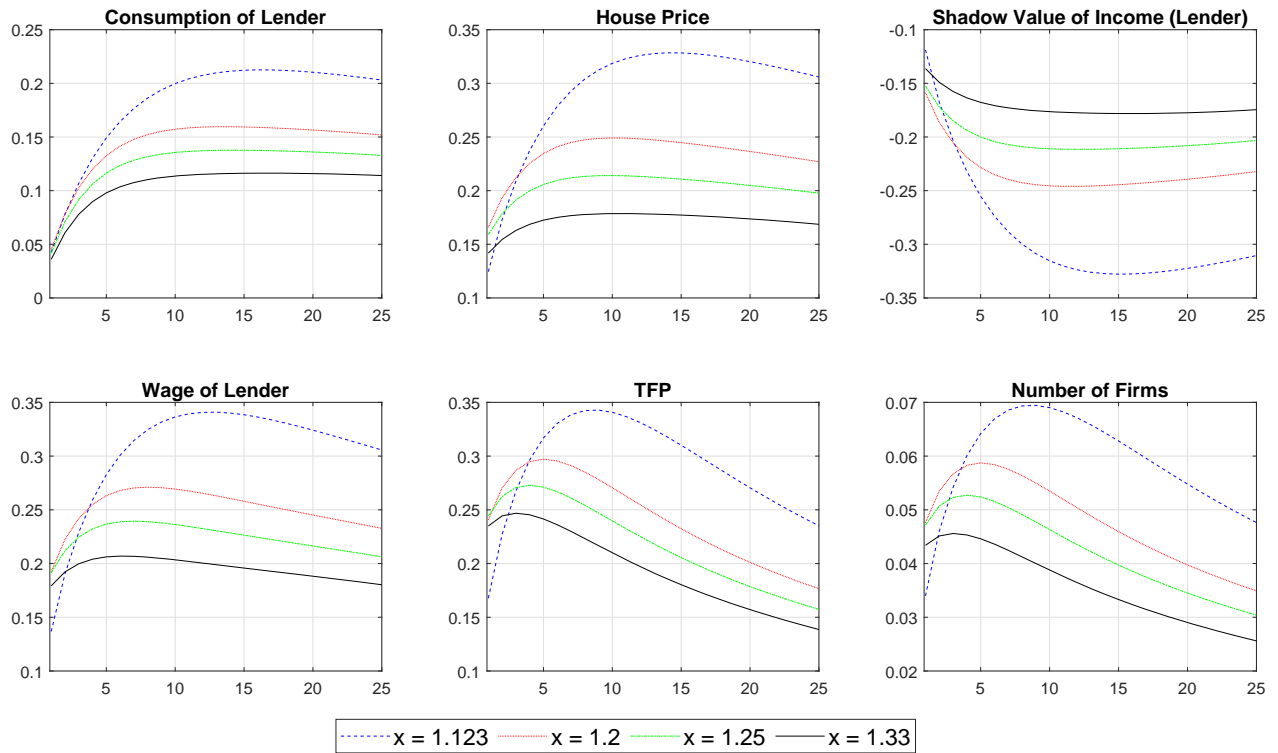 Consumption of Lender
0.25
0.2
0.15
0.1
0.05
0
5 10 15 20 25
House Price
0.35
0.3
0.25
0.2
0.15
0.1
5 10 15 20 25
Shadow Value of Income (Lender)
-0.1
-0.15
-0.2
-0.25
-0.3
-0.35
5 10 15 20 25
Wage of Lender
0.35
0.3
0.25
0.2
0.15
0.1
5 10 15 20 25
TFP
0.35
0.3
0.25
0.2
0.15
0.1
5 10 15 20 25
Number of Firms
0.07
0.06
0.05
0.04
0.03
0.02
5 10 15 20 25
x = 1.123 x = 1.2 x = 1.25 x = 1.33